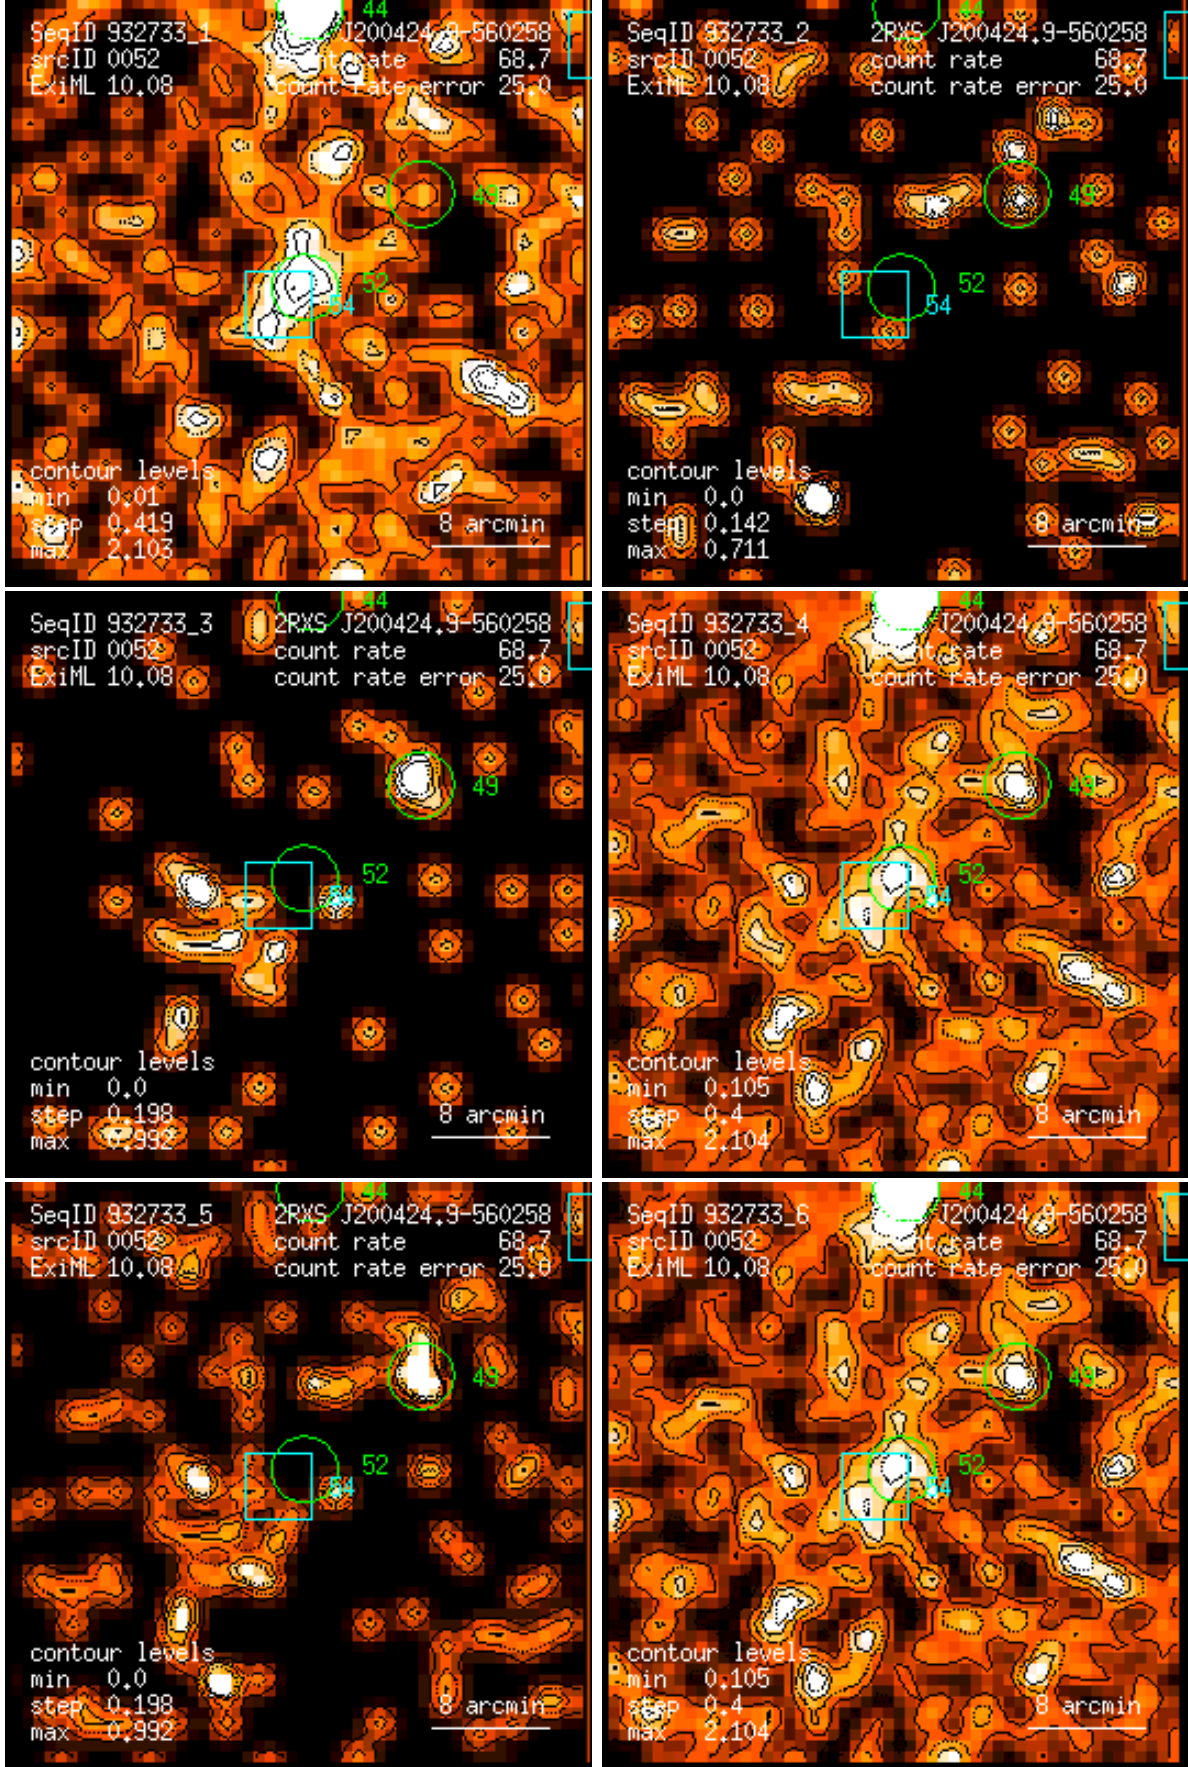 44
SeqID 932733_1 J200424.9-560258
srcID 0052 rate 68.7
ExiML 10.08 count rate error 25.0
49
52
54
contour levels
min 0.01
step 0.419
max 2.103
8 arcmin
44
SeqID 932733_2 2RXS J200424.9-560258
srcID 0052 count rate 68.7
ExiML 10.08 count rate error 25.0
49
52
54
contour levels
min 0.0
step 0.142
max 0.711
8 arcmin
44
SeqID 932733_3 2RXS J200424.9-560258
srcID 0052 count rate 68.7
ExiML 10.08 count rate error 25.0
49
52
54
contour levels
min 0.0
step 0.198
max 0.992
8 arcmin
44
SeqID 932733_4 J200424.9-560258
srcID 0052 rate 68.7
ExiML 10.08 count rate error 25.0
49
52
54
contour levels
min 0.105
step 0.4
max 2.104
8 arcmin
44
SeqID 932733_5 2RXS J200424.9-560258
srcID 0052 count rate 68.7
ExiML 10.08 count rate error 25.0
49
52
54
contour levels
min 0.0
step 0.198
max 0.992
8 arcmin
44
SeqID 932733_6 J200424.9-560258
srcID 0052 rate 68.7
ExiML 10.08 count rate error 25.0
49
52
54
contour levels
min 0.105
step 0.4
max 2.104
8 arcmin